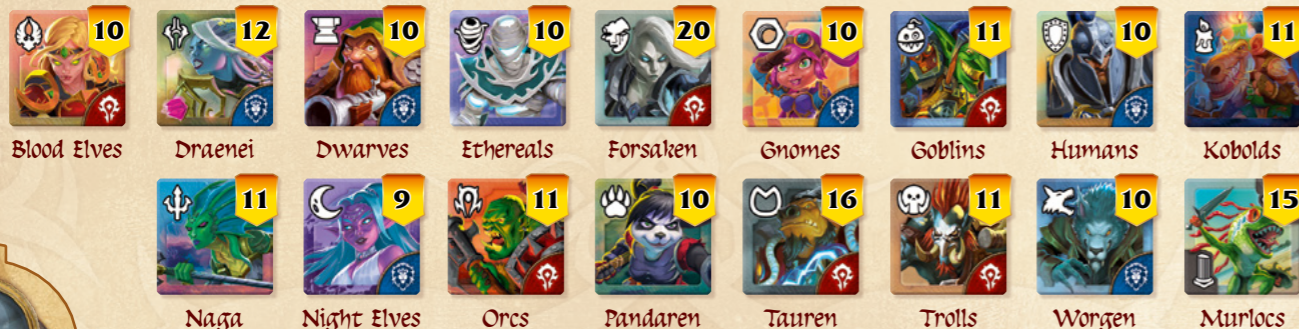 10 12 10 10 20 10 11 10 11
Blood Elves Draenei Dwarves Ethereals Forsaken Gnomes Goblins Humans Kobolds
11 9 11 10 16 11 10 15
Naga Night Elves Orcs Pandaren Tauren Trolls Worgen Murlocs